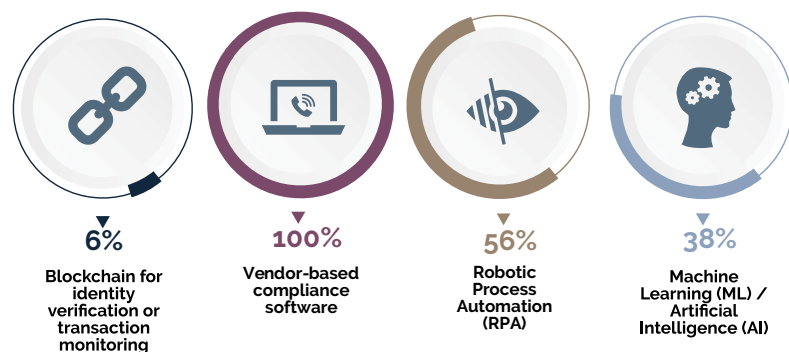 6%
Blockchain for
identity
verification or
transaction
monitoring
100%
Vendor-based
compliance
software
56%
Robotic
Process
Automation
(RPA)
38%
Machine
Learning (ML) /
Artificial
Intelligence (AI)